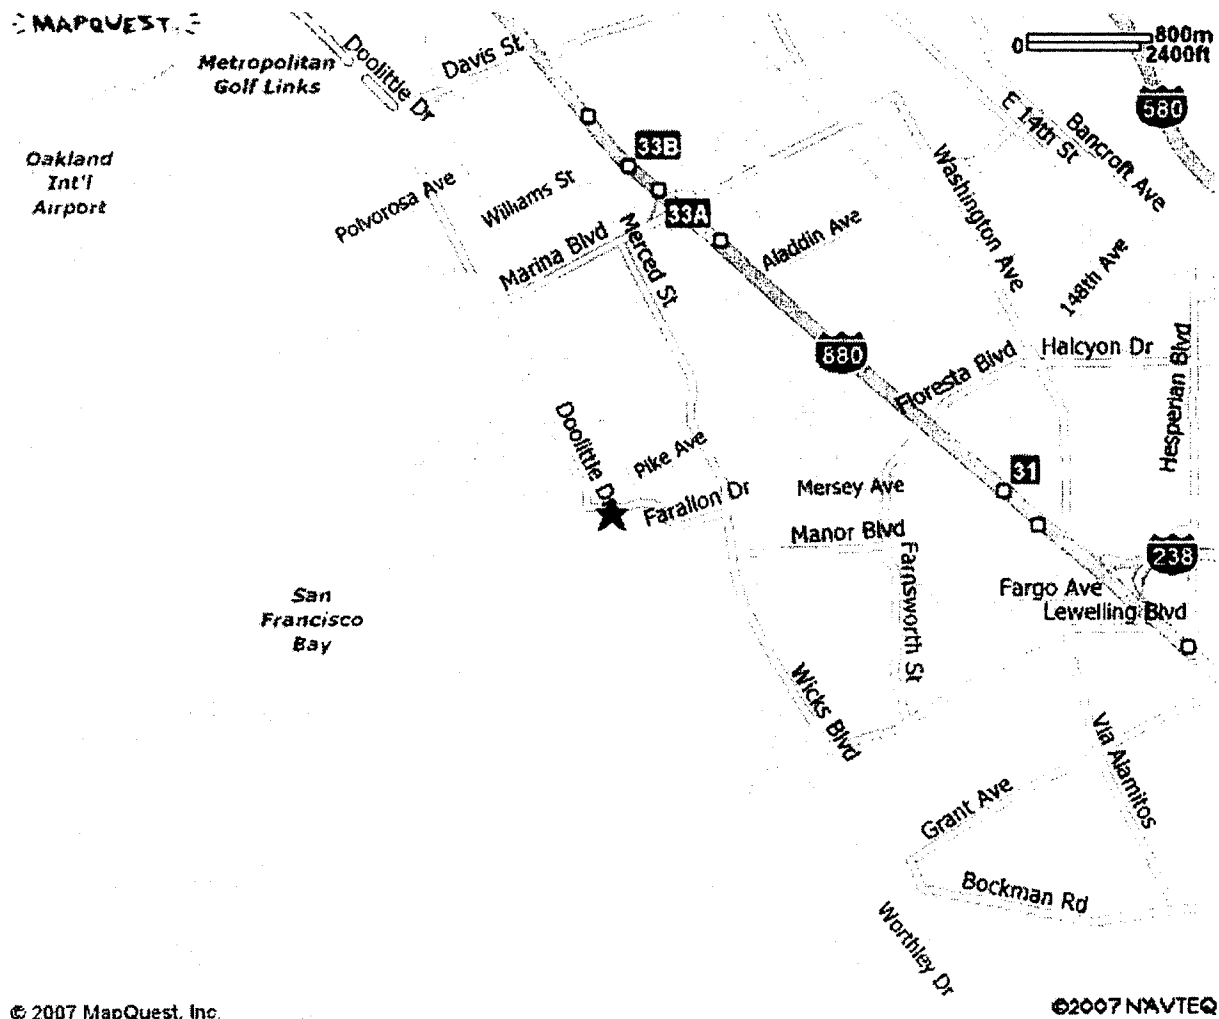 MAPQUEST
0
800m
2400ft
Metropolitan
Golf Links
Doolittle Dr
Davis St
580
E 14th St
Bancroft Ave
Oakland
Int'l
Airport
33B
Washington Ave
Polvorosa Ave
Williams St
33A
Marina Blvd
Merced St
Aladdin Ave
148th Ave
880
Floresta Blvd
Halcyon Dr
Hesperian Blvd
Doolittle Dr
Pike Ave
31
Farallon Dr
Mersey Ave
Manor Blvd
238
Farnsworth St
Fargo Ave
Lewelling Blvd
San
Francisco
Bay
Wicks Blvd
Via Alamitos
Grant Ave
Bockman Rd
Worthley Dr
© 2007 MapQuest, Inc.
©2007 NAVTEQ